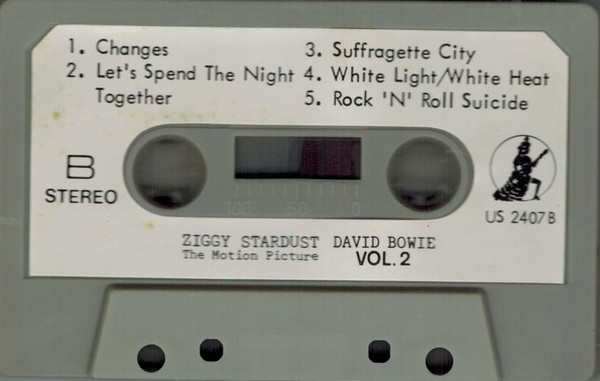 1. Changes
2. Let's Spend The Night
Together
3. Suffragette City
4. White Light/White Heat
5. Rock 'N' Roll Suicide
B
STEREO
100 50 0
US 2407B
ZIGGY STARDUST DAVID BOWIE
The Motion Picture VOL.2